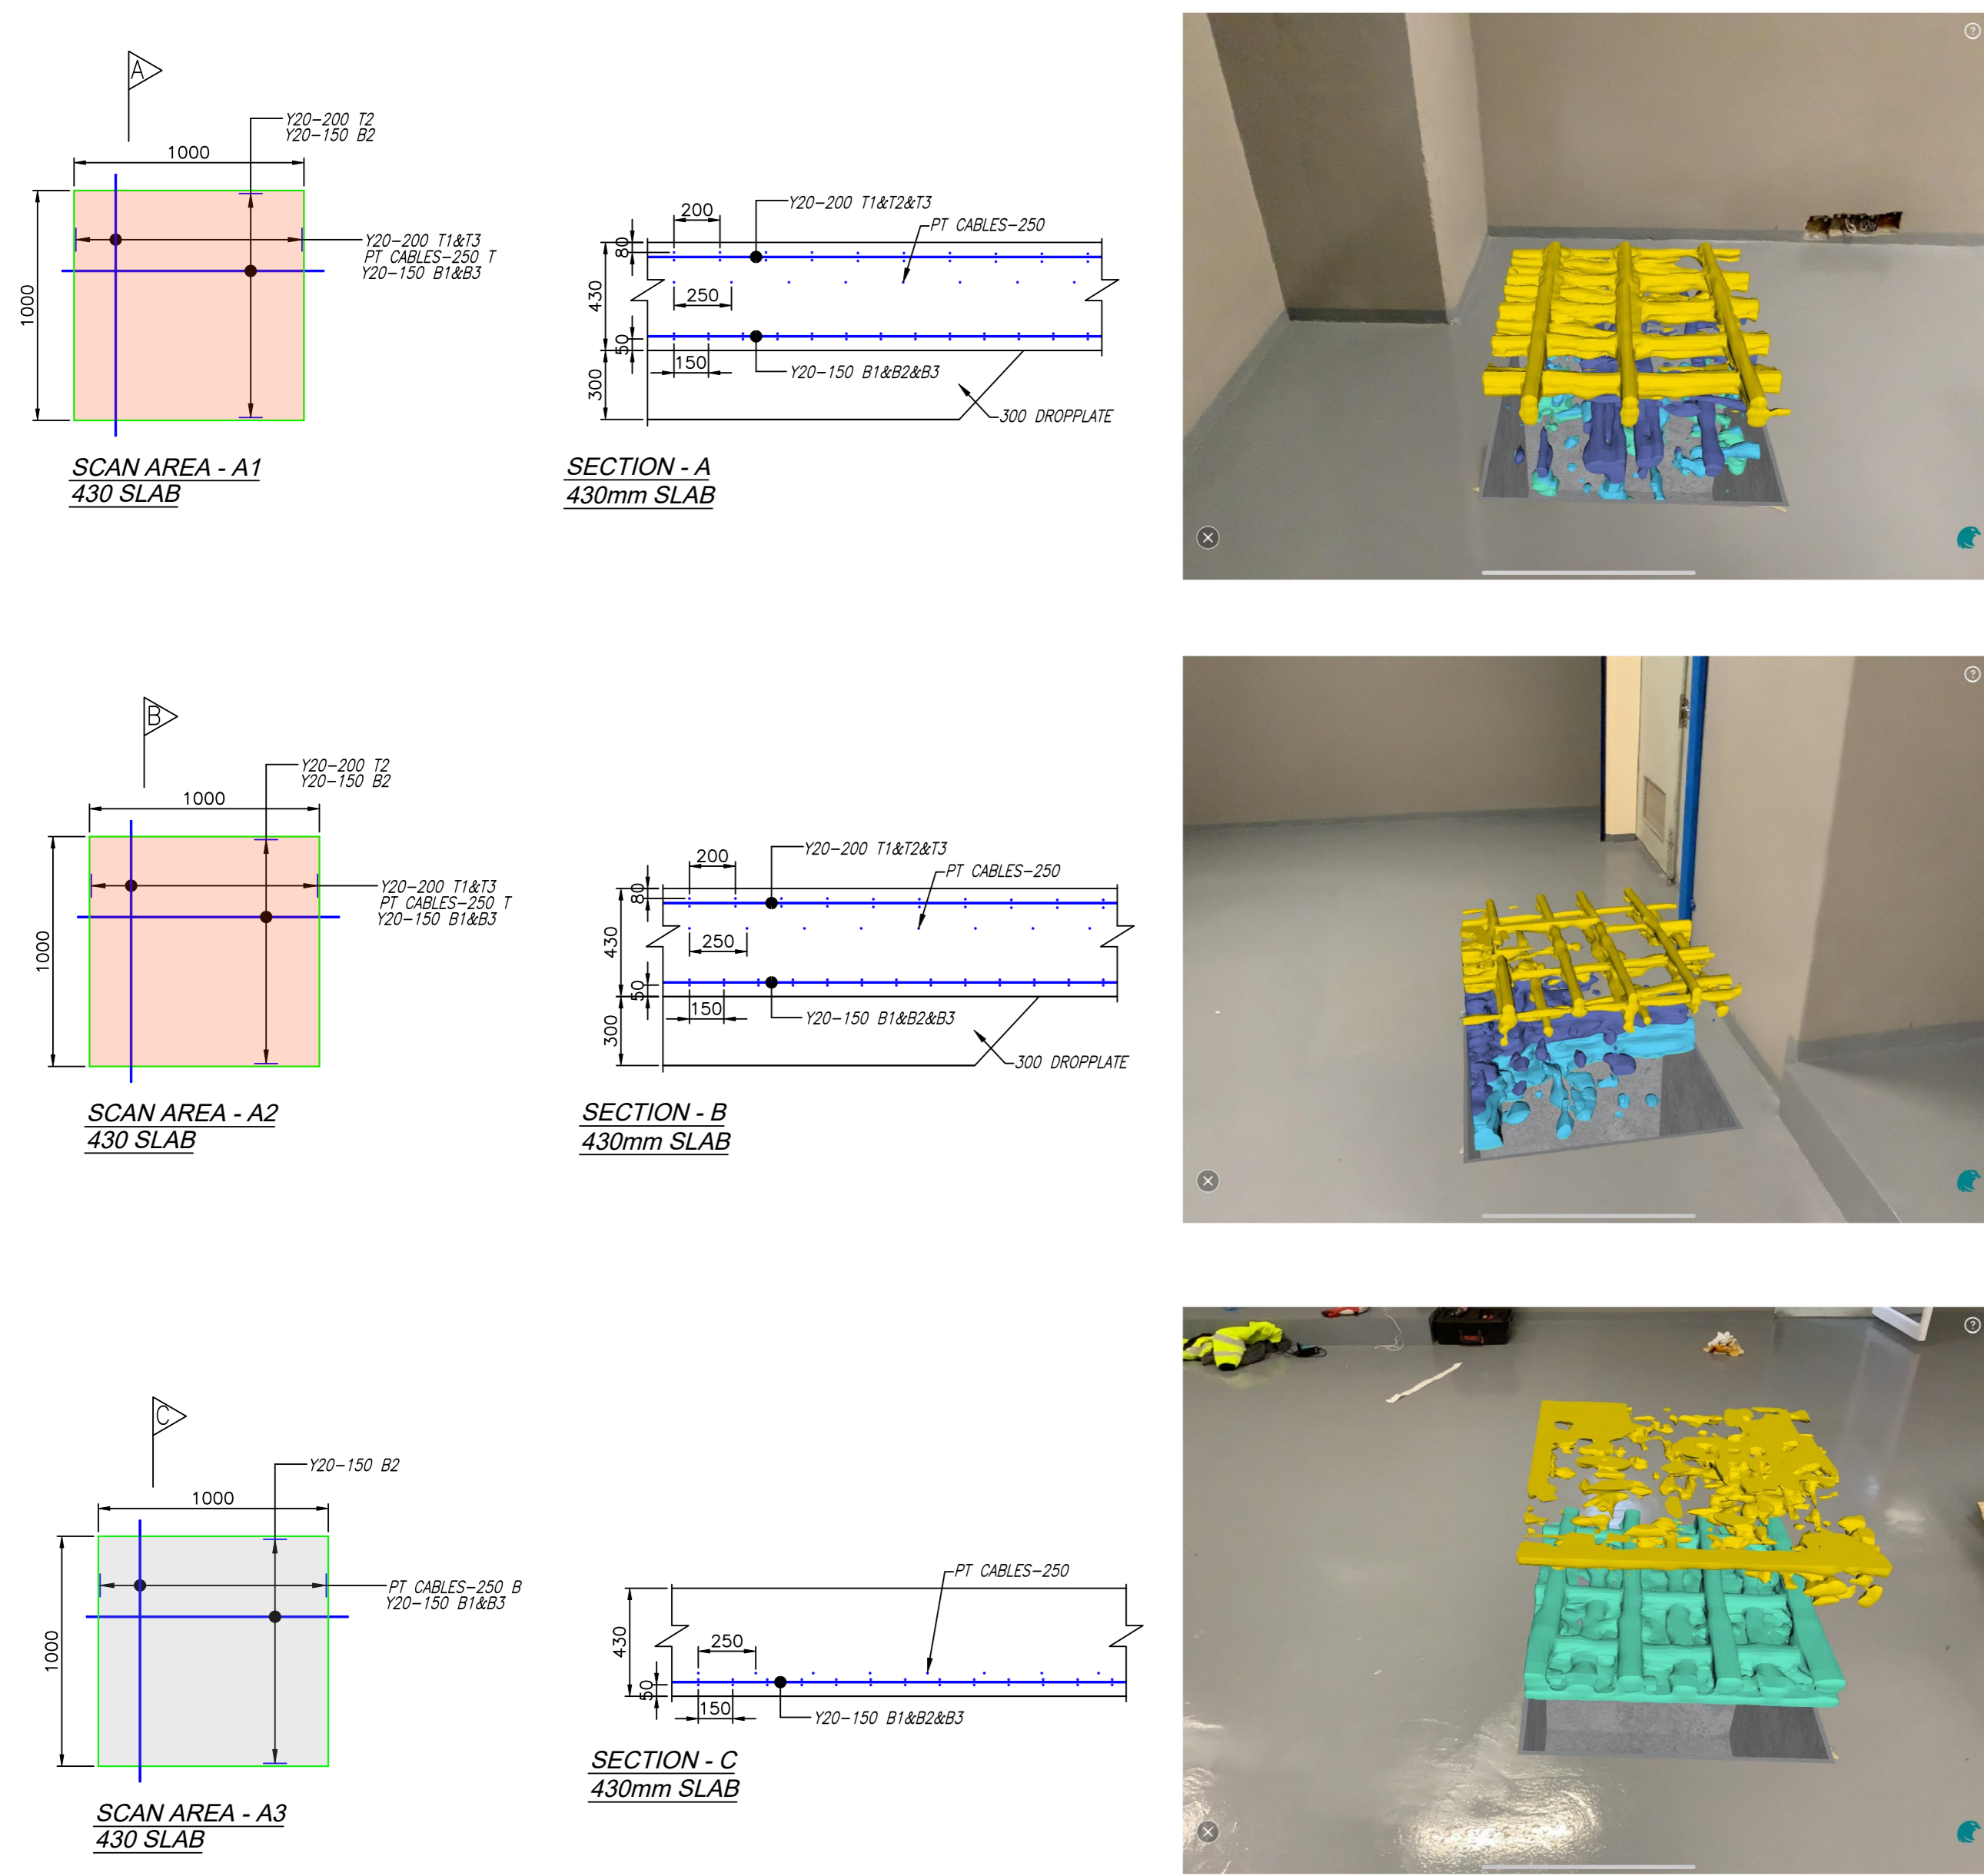 A
Y20-200 T2
Y20-150 B2
1000
1000
Y20-200 T1&T3
PT CABLES-250 T
Y20-150 B1&B3
SCAN AREA - A1
430 SLAB
200
Y20-200 T1&T2&T3
PT CABLES-250
80
430
250
50
150
Y20-150 B1&B2&B3
300
300 DROPPLATE
SECTION - A
430mm SLAB
?
B
Y20-200 T2
Y20-150 B2
1000
1000
Y20-200 T1&T3
PT CABLES-250 T
Y20-150 B1&B3
SCAN AREA - A2
430 SLAB
200
Y20-200 T1&T2&T3
PT CABLES-250
80
430
250
50
150
Y20-150 B1&B2&B3
300
300 DROPPLATE
SECTION - B
430mm SLAB
?
C
Y20-150 B2
1000
1000
PT CABLES-250 B
Y20-150 B1&B3
SCAN AREA - A3
430 SLAB
PT CABLES-250
430
250
50
150
Y20-150 B1&B2&B3
SECTION - C
430mm SLAB
?